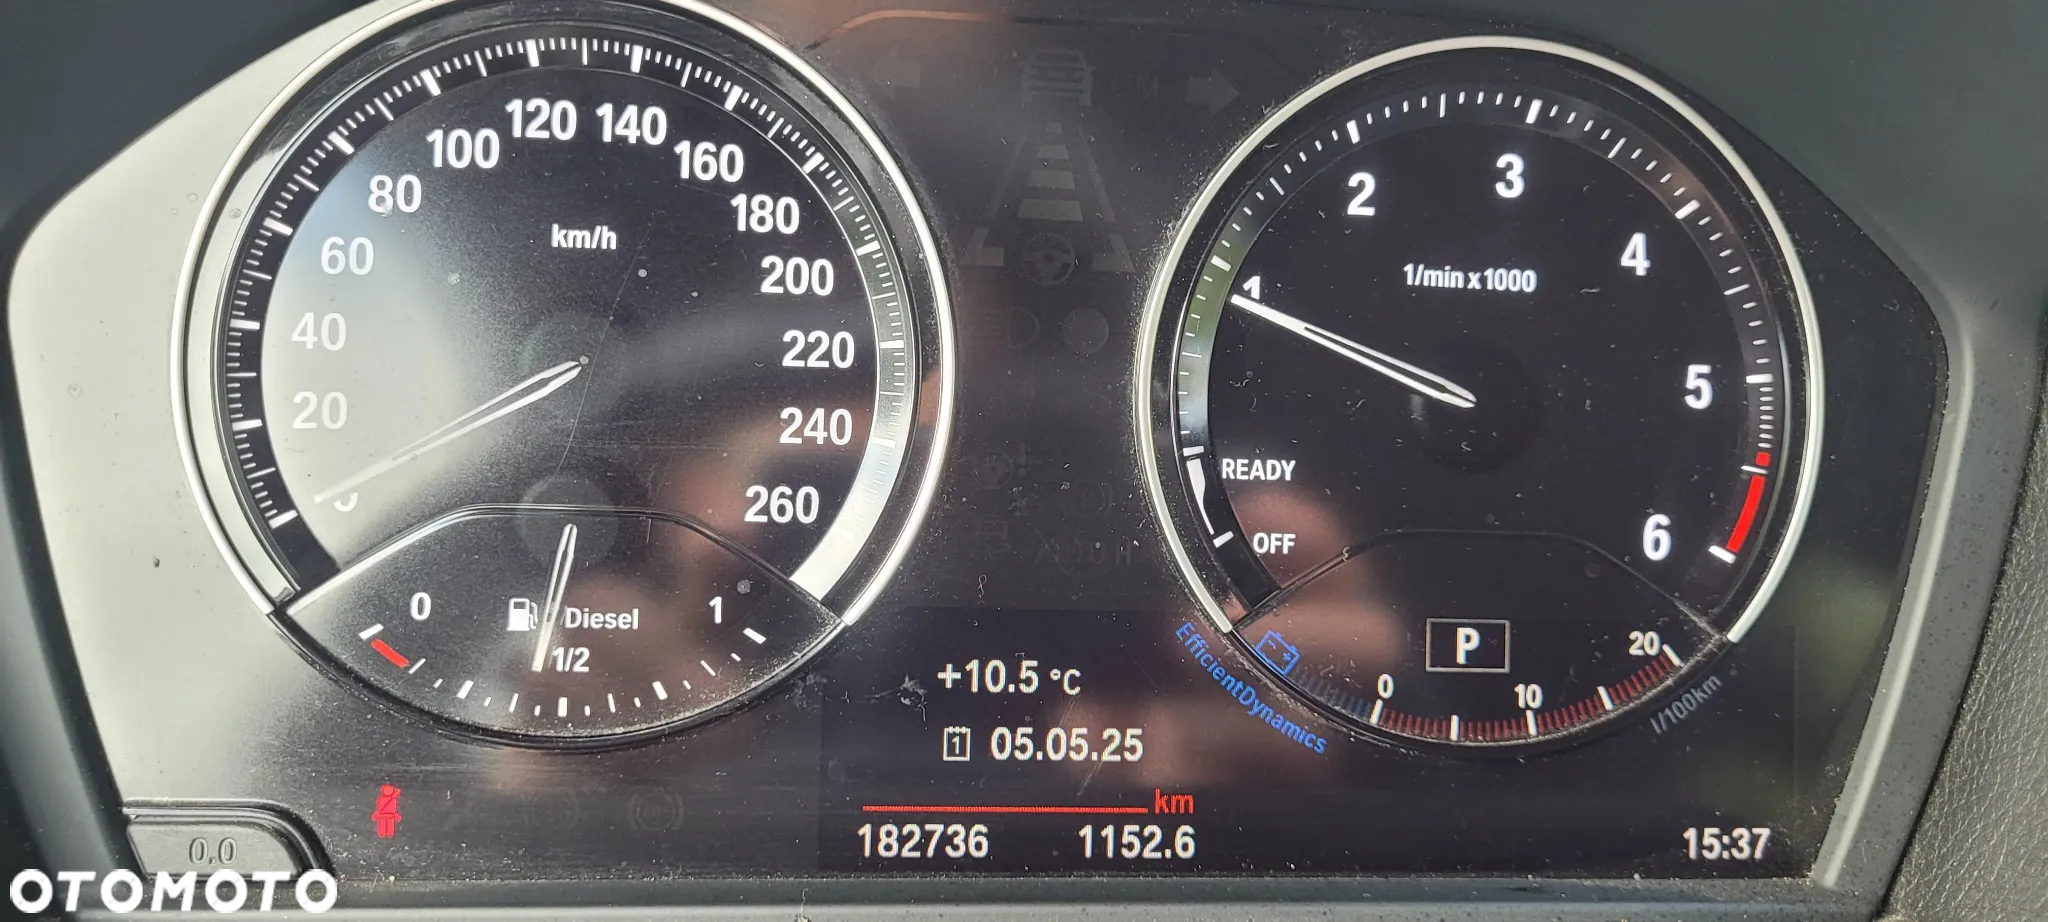 120 140
100 160
80 180
60 200
40 220
20 240
0 260
km/h
0 Diesel 1
1/2
2 3
1 4
5
6
1/min x 1000
READY
OFF
P
0 10 20
l/100km
EfficientDynamics
+10.5 °C
1 05.05.25
km
182736 1152.6
15:37
0.0
OTOMOTO